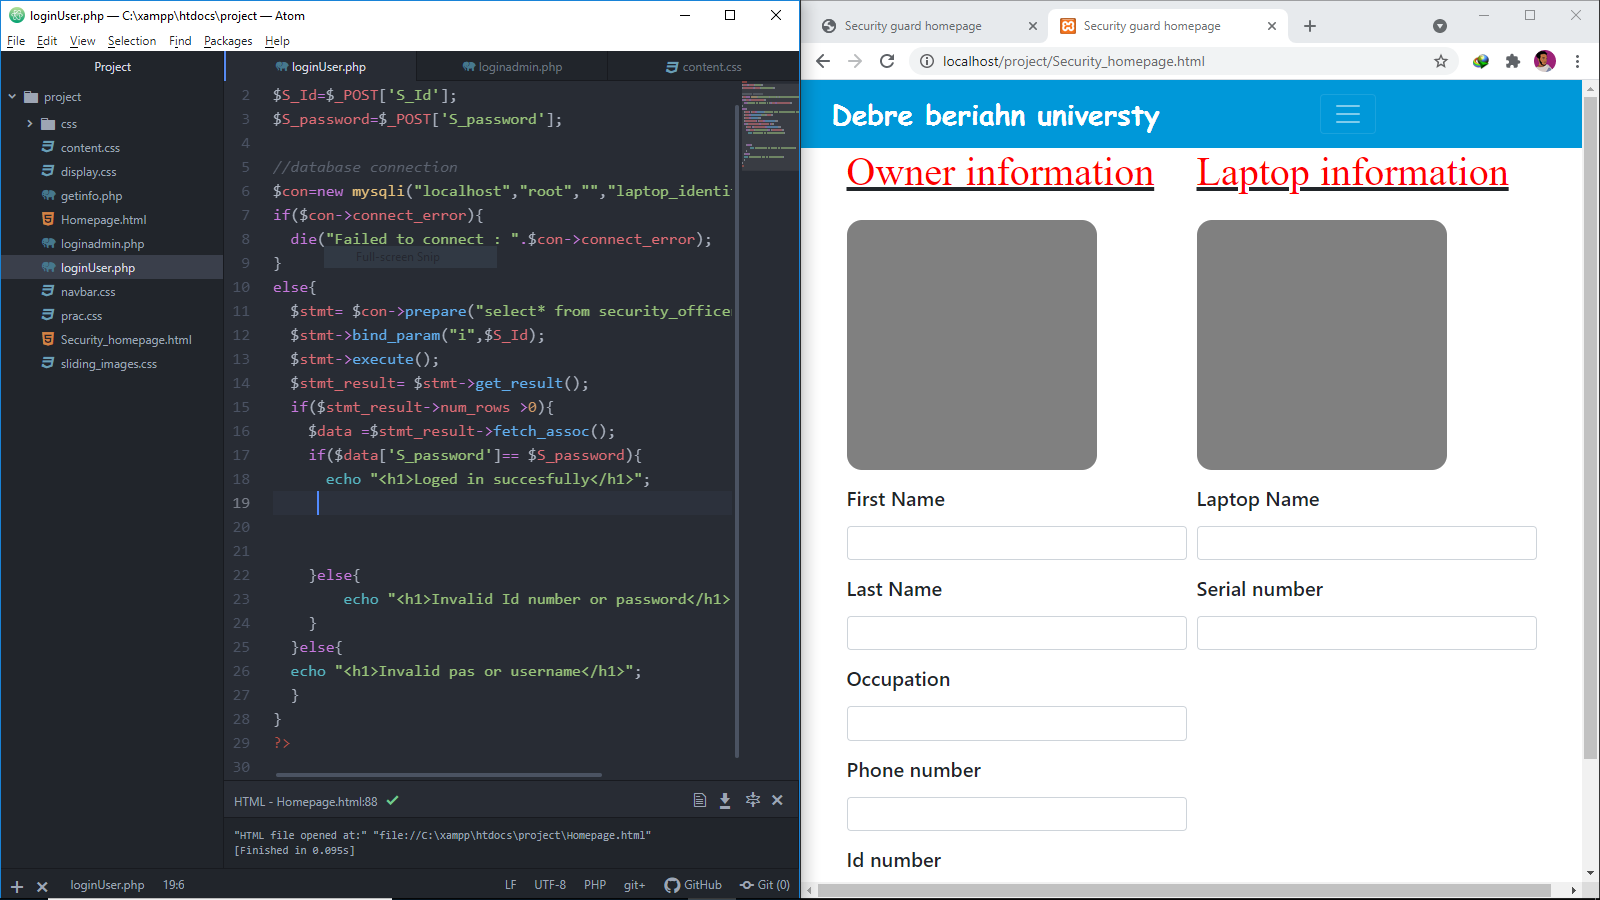 loginUser.php — C:\xampp\htdocs\project — Atom
File Edit View Selection Find Packages Help
Project
project
css
content.css
display.css
getinfo.php
Homepage.html
loginadmin.php
loginUser.php
navbar.css
prac.css
Security_homepage.html
sliding_images.css
loginUser.php loginadmin.php content.css
2 $S_Id=$_POST['S_Id'];
3 $S_password=$_POST['S_password'];
4
5 //database connection
6 $con=new mysqli("localhost","root","","laptop_identi
7 if($con->connect_error){
8 die("Failed to connect : ".$con->connect_error);
Full-screen Snip
9 }
10 else{
11 $stmt= $con->prepare("select* from security_officer
12 $stmt->bind_param("i",$S_Id);
13 $stmt->execute();
14 $stmt_result= $stmt->get_result();
15 if($stmt_result->num_rows >0){
16 $data =$stmt_result->fetch_assoc();
17 if($data['S_password']== $S_password){
18 echo "<h1>Loged in succesfully</h1>";
19
20
21
22 }else{
23 echo "<h1>Invalid Id number or password</h1>
24 }
25 }else{
26 echo "<h1>Invalid pas or username</h1>";
27 }
28 }
29 ?>
30
HTML - Homepage.html:88
"HTML file opened at:" "file://C:\xampp\htdocs\project\Homepage.html"
[Finished in 0.095s]
loginUser.php 19:6 LF UTF-8 PHP git+ GitHub Git (0)
Security guard homepage Security guard homepage
localhost/project/Security_homepage.html
Debre beriahn universty
Owner information Laptop information
First Name Laptop Name
Last Name Serial number
Occupation
Phone number
Id number